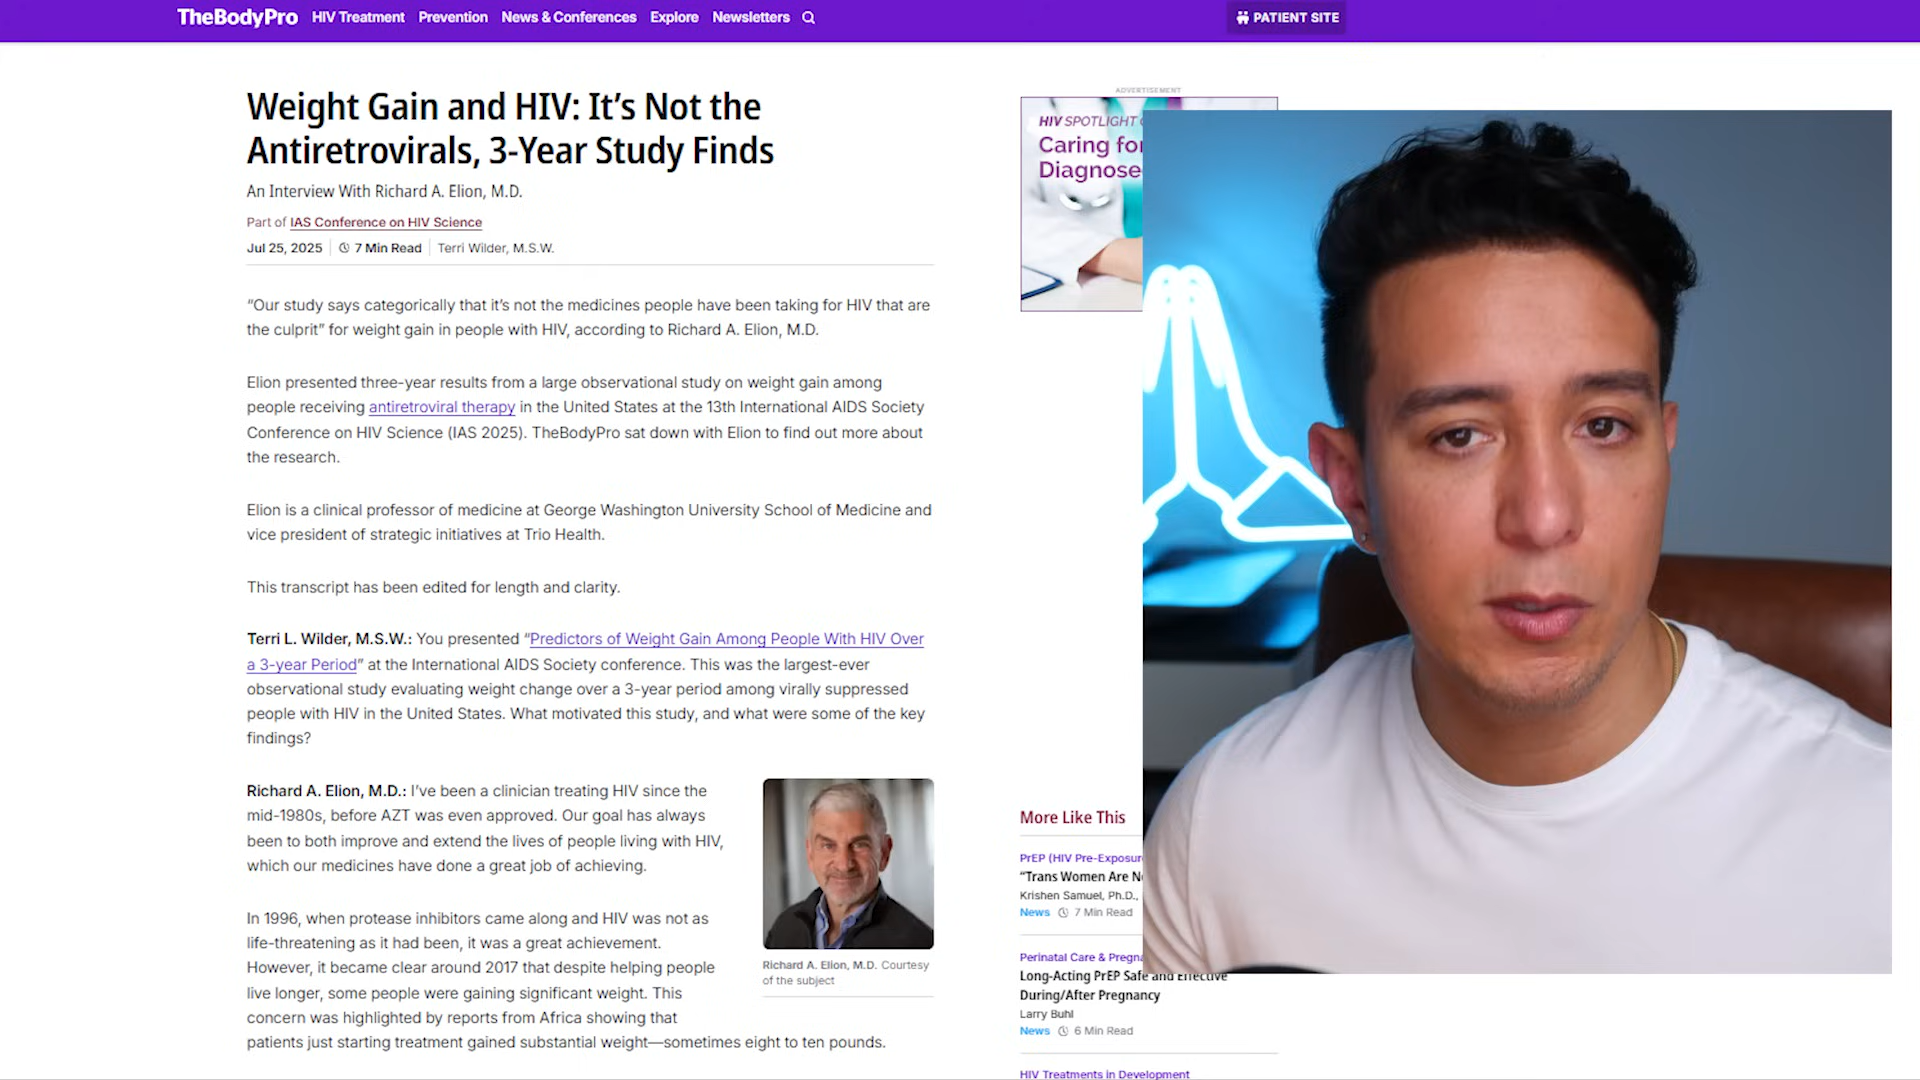 TheBodyPro HIV Treatment Prevention News & Conferences Explore Newsletters PATIENT SITE
Weight Gain and HIV: It’s Not the
Antiretrovirals, 3-Year Study Finds
An Interview With Richard A. Elion, M.D.
Part of IAS Conference on HIV Science
Jul 25, 2025 7 Min Read Terri Wilder, M.S.W.
“Our study says categorically that it’s not the medicines people have been taking for HIV that are
the culprit” for weight gain in people with HIV, according to Richard A. Elion, M.D.
Elion presented three-year results from a large observational study on weight gain among
people receiving antiretroviral therapy in the United States at the 13th International AIDS Society
Conference on HIV Science (IAS 2025). TheBodyPro sat down with Elion to find out more about
the research.
Elion is a clinical professor of medicine at George Washington University School of Medicine and
vice president of strategic initiatives at Trio Health.
This transcript has been edited for length and clarity.
Terri L. Wilder, M.S.W.: You presented “Predictors of Weight Gain Among People With HIV Over
a 3-year Period” at the International AIDS Society conference. This was the largest-ever
observational study evaluating weight change over a 3-year period among virally suppressed
people with HIV in the United States. What motivated this study, and what were some of the key
findings?
Richard A. Elion, M.D.: I’ve been a clinician treating HIV since the
mid-1980s, before AZT was even approved. Our goal has always
been to both improve and extend the lives of people living with HIV,
which our medicines have done a great job of achieving.
In 1996, when protease inhibitors came along and HIV was not as
life-threatening as it had been, it was a great achievement.
However, it became clear around 2017 that despite helping people
live longer, some people were gaining significant weight. This
concern was highlighted by reports from Africa showing that
patients just starting treatment gained substantial weight—sometimes eight to ten pounds.
Richard A. Elion, M.D. Courtesy
of the subject
ADVERTISEMENT
HIV SPOTLIGHT
Caring for
Diagnose
More Like This
PrEP (HIV Pre-Exposur
“Trans Women Are
Krishen Samuel, Ph.D.,
News 7 Min Read
Perinatal Care & Pregna
Long-Acting PrEP Safe and Effective
During/After Pregnancy
Larry Buhl
News 6 Min Read
HIV Treatments in Development